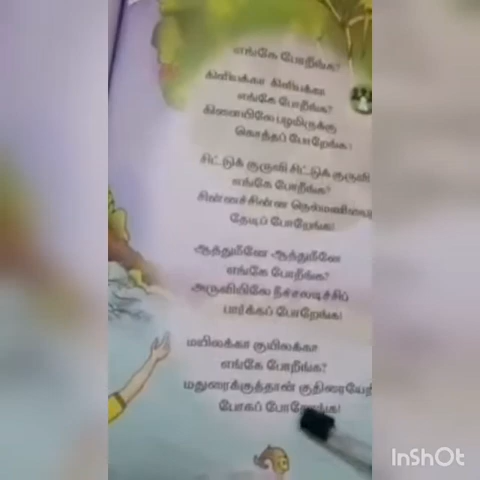 எங்கே போறீங்க?
கிளியக்கா கிளியக்கா
எங்கே போறீங்க?
கிளையிலே பழமிருக்கு
கொத்தப் போறேங்க!
சிட்டுக் குருவி சிட்டுக் குருவி
எங்கே போறீங்க?
சின்னச்சின்ன நெல்மணியை
தேடிப் போறேங்க!
ஆத்துமீனே ஆத்துமீனே
எங்கே போறீங்க?
அருவியிலே நீச்சலடிச்சிப்
பார்க்கப் போறேங்க!
மயிலக்கா குயிலக்கா
எங்கே போறீங்க?
மதுரைக்குத்தான் குதிரையேறி
போகப் போறேங்க!
InShOt